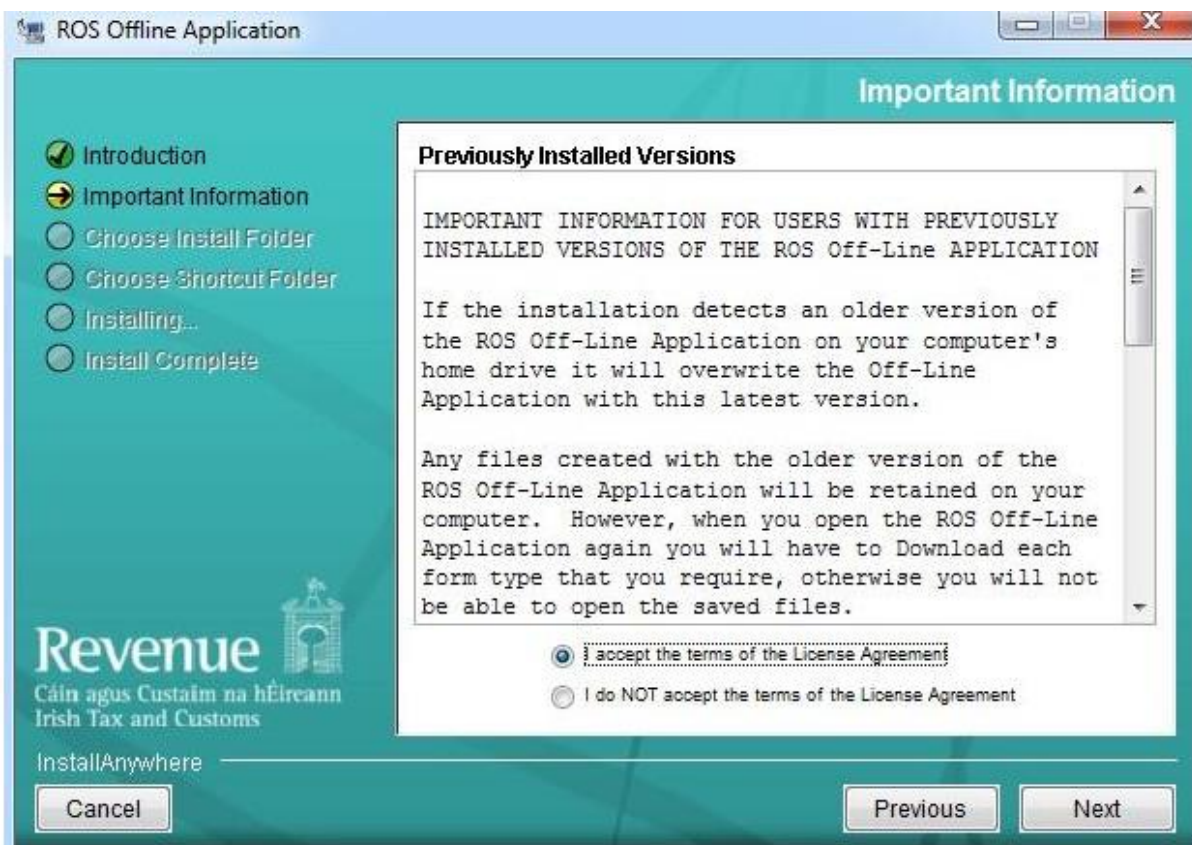 ROS Offline Application
Important Information
Introduction
Important Information
Choose Install Folder
Choose Shortcut Folder
Installing...
Install Complete
Previously Installed Versions
IMPORTANT INFORMATION FOR USERS WITH PREVIOUSLY
INSTALLED VERSIONS OF THE ROS Off-Line APPLICATION
If the installation detects an older version of
the ROS Off-Line Application on your computer's
home drive it will overwrite the Off-Line
Application with this latest version.
Any files created with the older version of the
ROS Off-Line Application will be retained on your
computer.  However, when you open the ROS Off-Line
Application again you will have to Download each
form type that you require, otherwise you will not
be able to open the saved files.
I accept the terms of the License Agreement
I do NOT accept the terms of the License Agreement
Revenue
Cáin agus Custaim na hÉireann
Irish Tax and Customs
InstallAnywhere
Cancel
Previous
Next